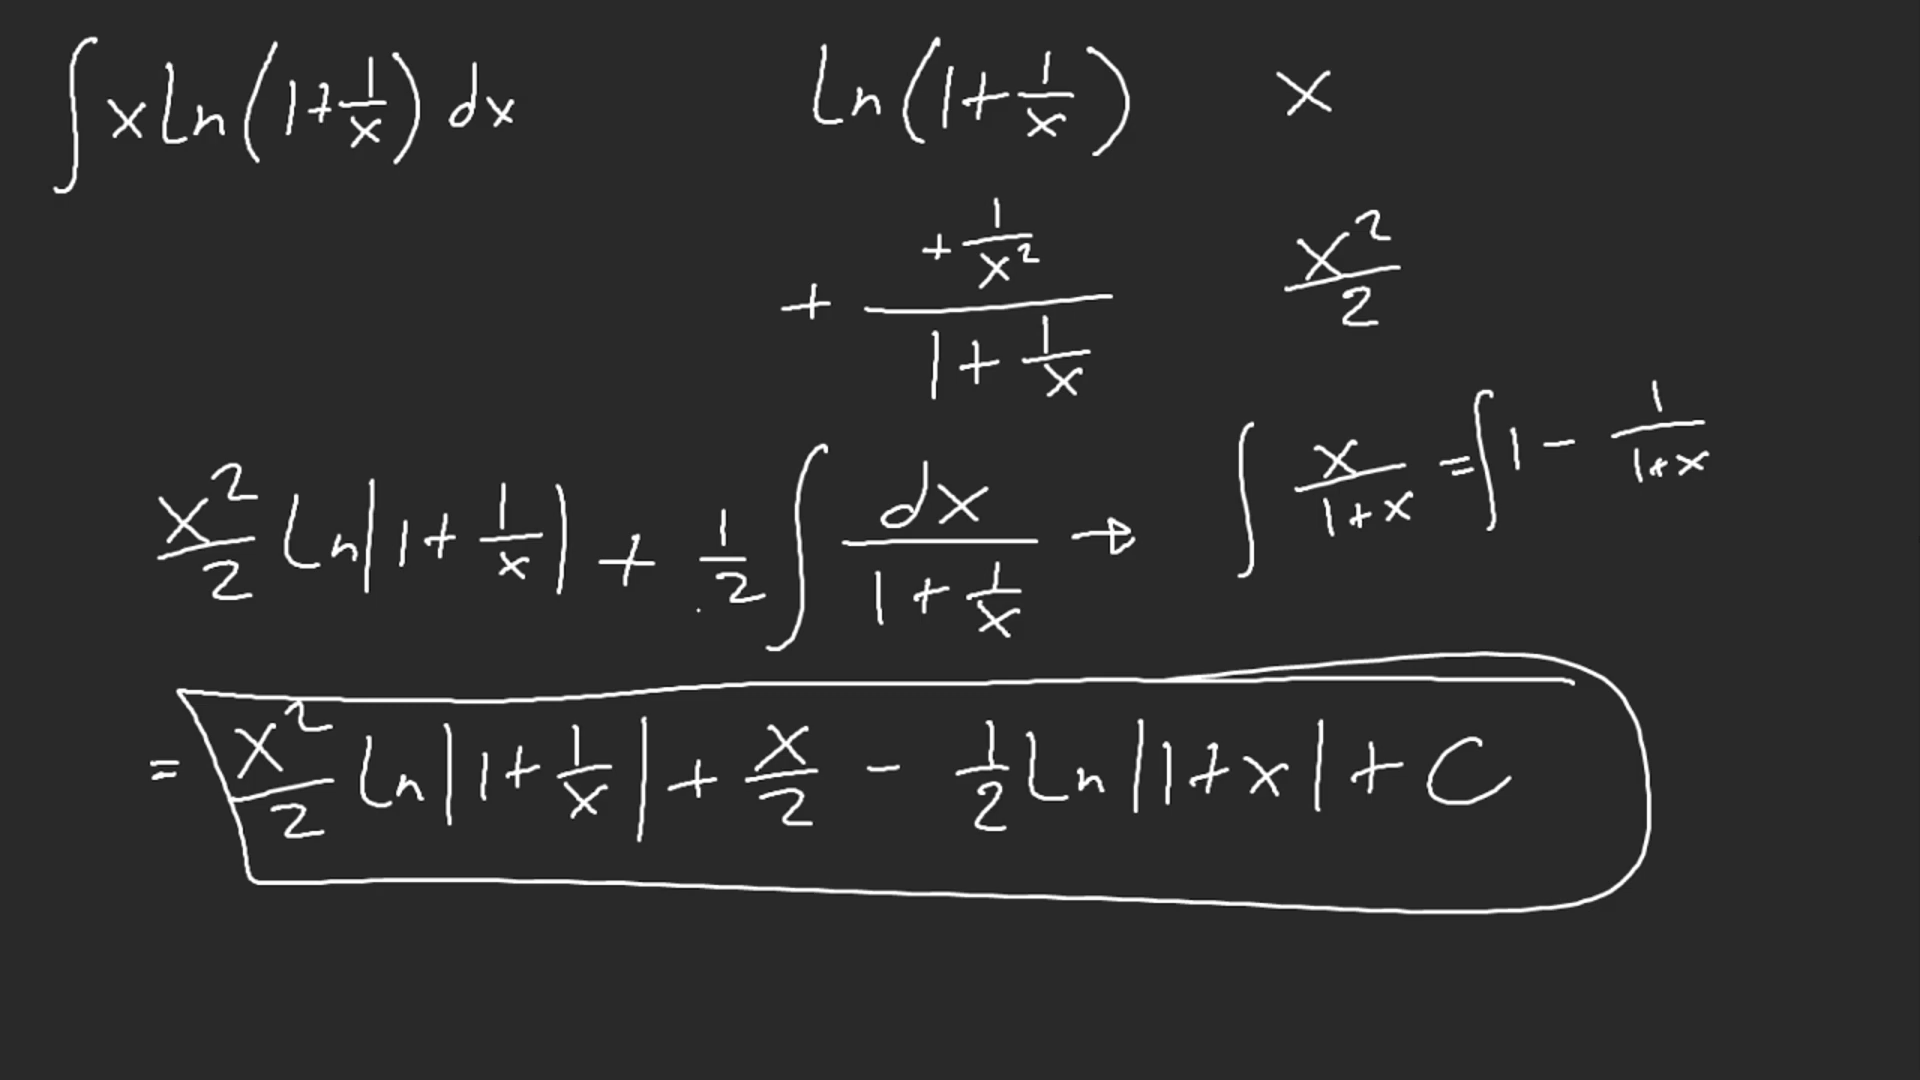 ∫ x ln(1 + 1/x) dx    ln(1 + 1/x)    x
+ (+ 1/x²)/(1 + 1/x)    x²/2
x²/2 ln|1 + 1/x| + 1/2 ∫ dx/(1 + 1/x) → ∫ x/(1+x) = ∫ 1 - 1/(1+x)
= x²/2 ln|1 + 1/x| + x/2 - 1/2 ln|1+x| + C